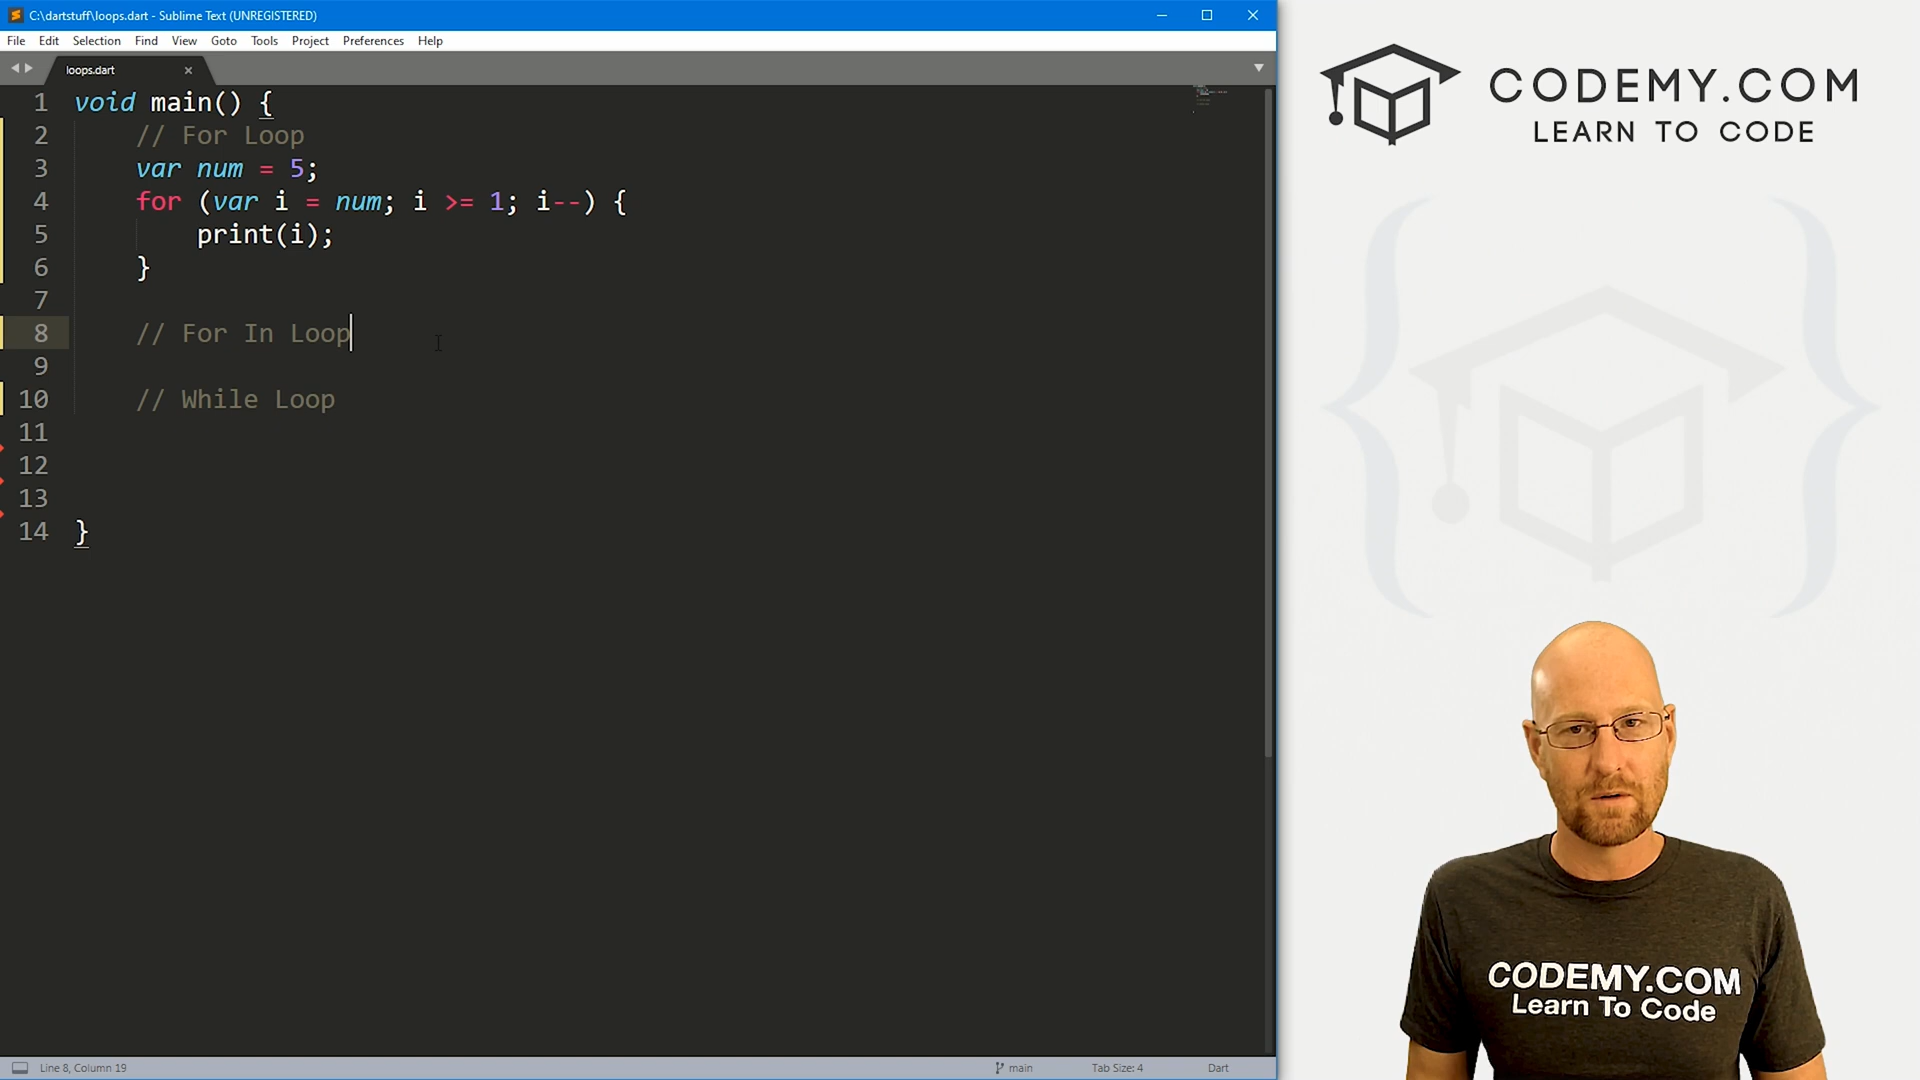 C:\dartstuff\loops.dart - Sublime Text (UNREGISTERED)
File Edit Selection Find View Goto Tools Project Preferences Help
loops.dart
1 void main() {
2 // For Loop
3 var num = 5;
4 for (var i = num; i >= 1; i--) {
5 print(i);
6 }
7
8 // For In Loop
9
10 // While Loop
11
12
13
14 }
Line 8, Column 19
main
Tab Size: 4
Dart
CODEMY.COM
LEARN TO CODE
CODEMY.COM
Learn To Code